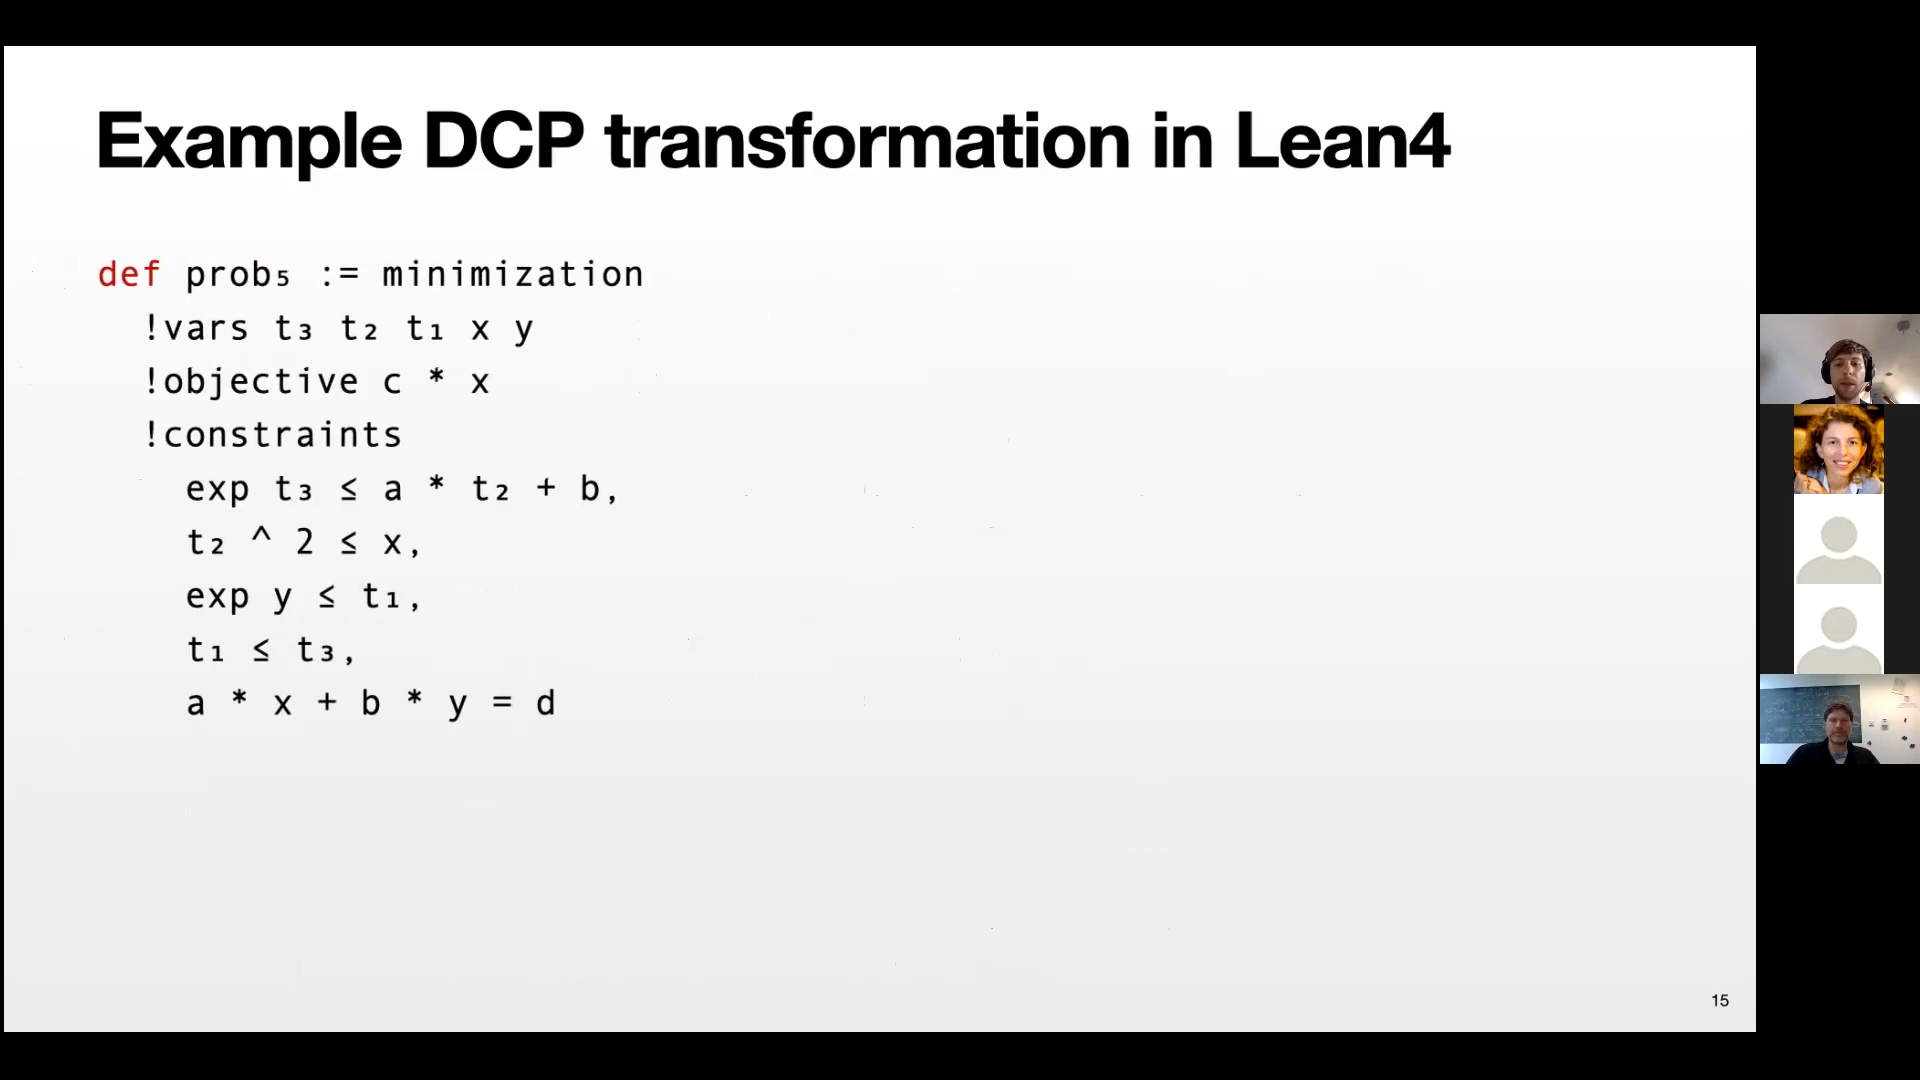 Example DCP transformation in Lean4
def prob₅ := minimization
!vars t₃ t₂ t₁ x y
!objective c * x
!constraints
exp t₃ ≤ a * t₂ + b,
t₂ ^ 2 ≤ x,
exp y ≤ t₁,
t₁ ≤ t₃,
a * x + b * y = d
15